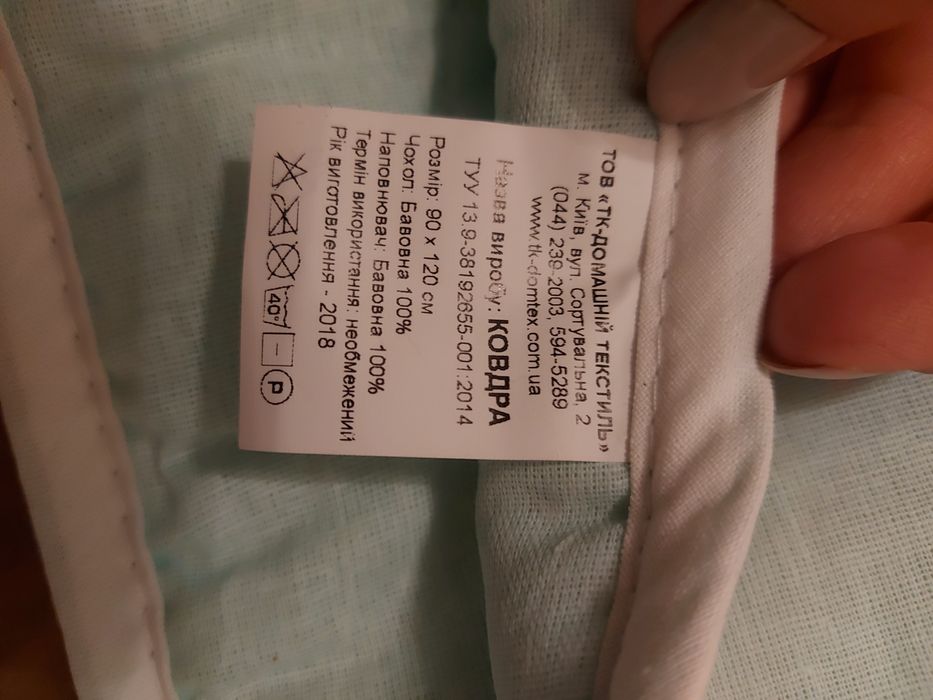 ТОВ «ТК-ДОМАШНІЙ ТЕКСТИЛЬ»
м. Київ, вул. Сортувальна, 2
(044) 239-2003, 594-5289
www.tk-domtex.com.ua
Назва виробу: КОВДРА
ТУУ 13.9-38192655-001:2014
Розмір: 90 х 120 см
Чохол: Бавовна 100%
Наповнювач: Бавовна 100%
Термін використання: необмежений
Рік виготовлення - 2018
40° P